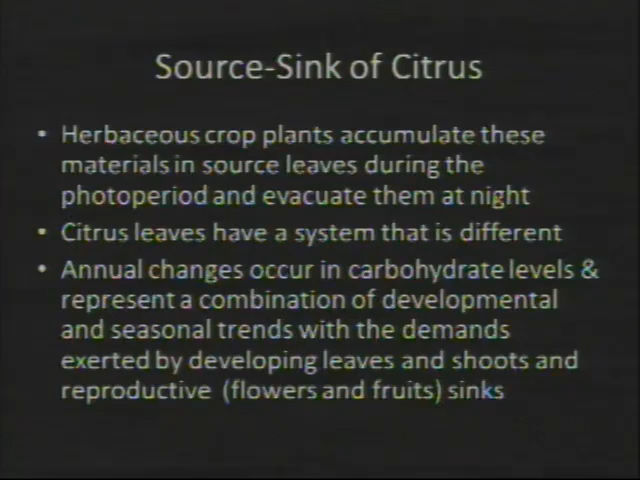 Source-Sink of Citrus
• Herbaceous crop plants accumulate these
materials in source leaves during the
photoperiod and evacuate them at night
• Citrus leaves have a system that is different
• Annual changes occur in carbohydrate levels &
represent a combination of developmental
and seasonal trends with the demands
exerted by developing leaves and shoots and
reproductive (flowers and fruits) sinks